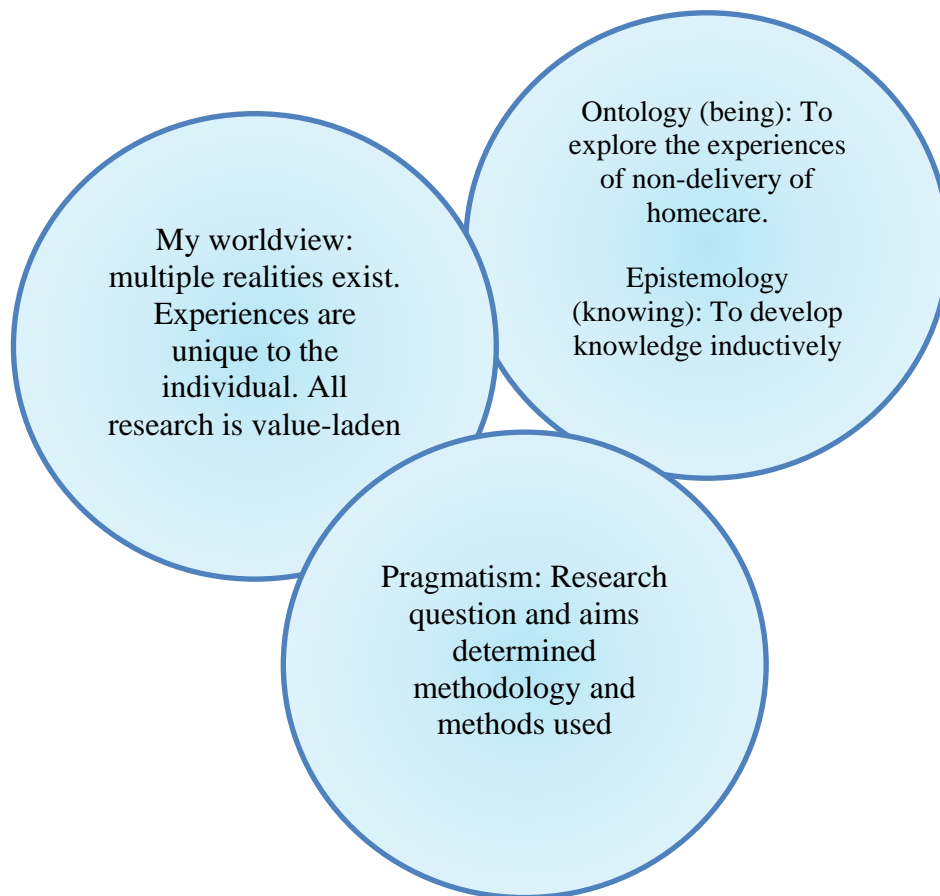 Ontology (being): To
explore the experiences
of non-delivery of
homecare.
Epistemology
(knowing): To develop
knowledge inductively
My worldview:
multiple realities exist.
Experiences are
unique to the
individual. All
research is value-laden
Pragmatism: Research
question and aims
determined
methodology and
methods used